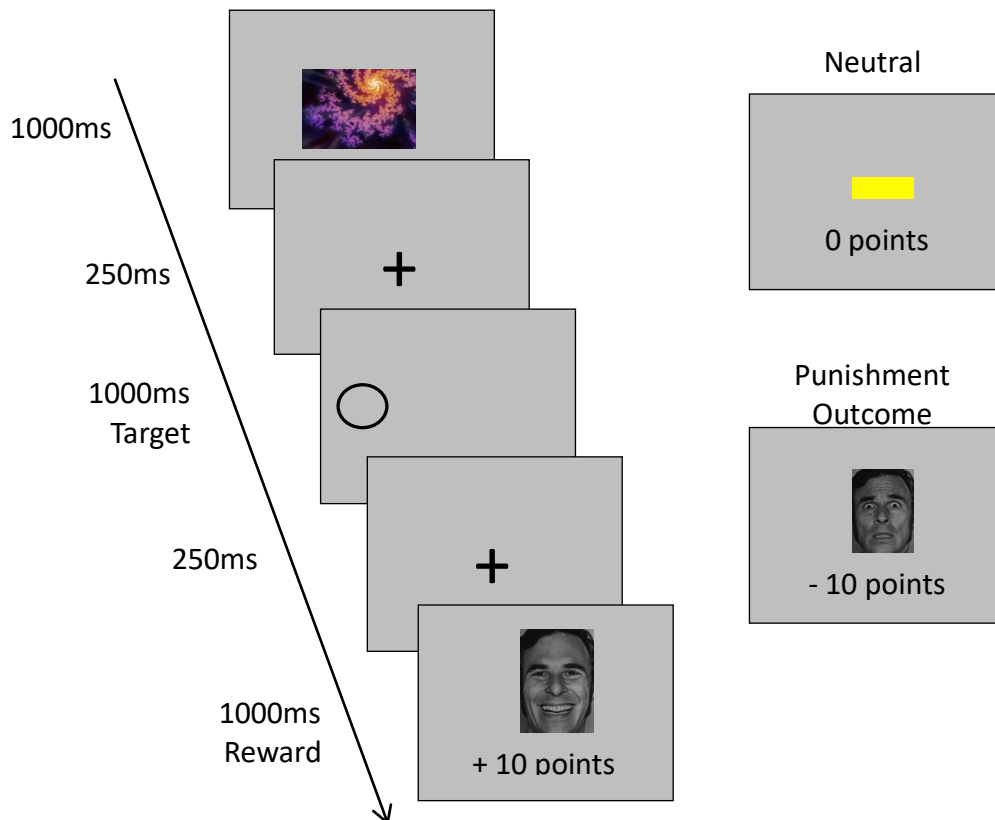 1000ms
250ms
1000ms
Target
250ms
1000ms
Reward
+ 10 points
Neutral
0 points
Punishment
Outcome
- 10 points